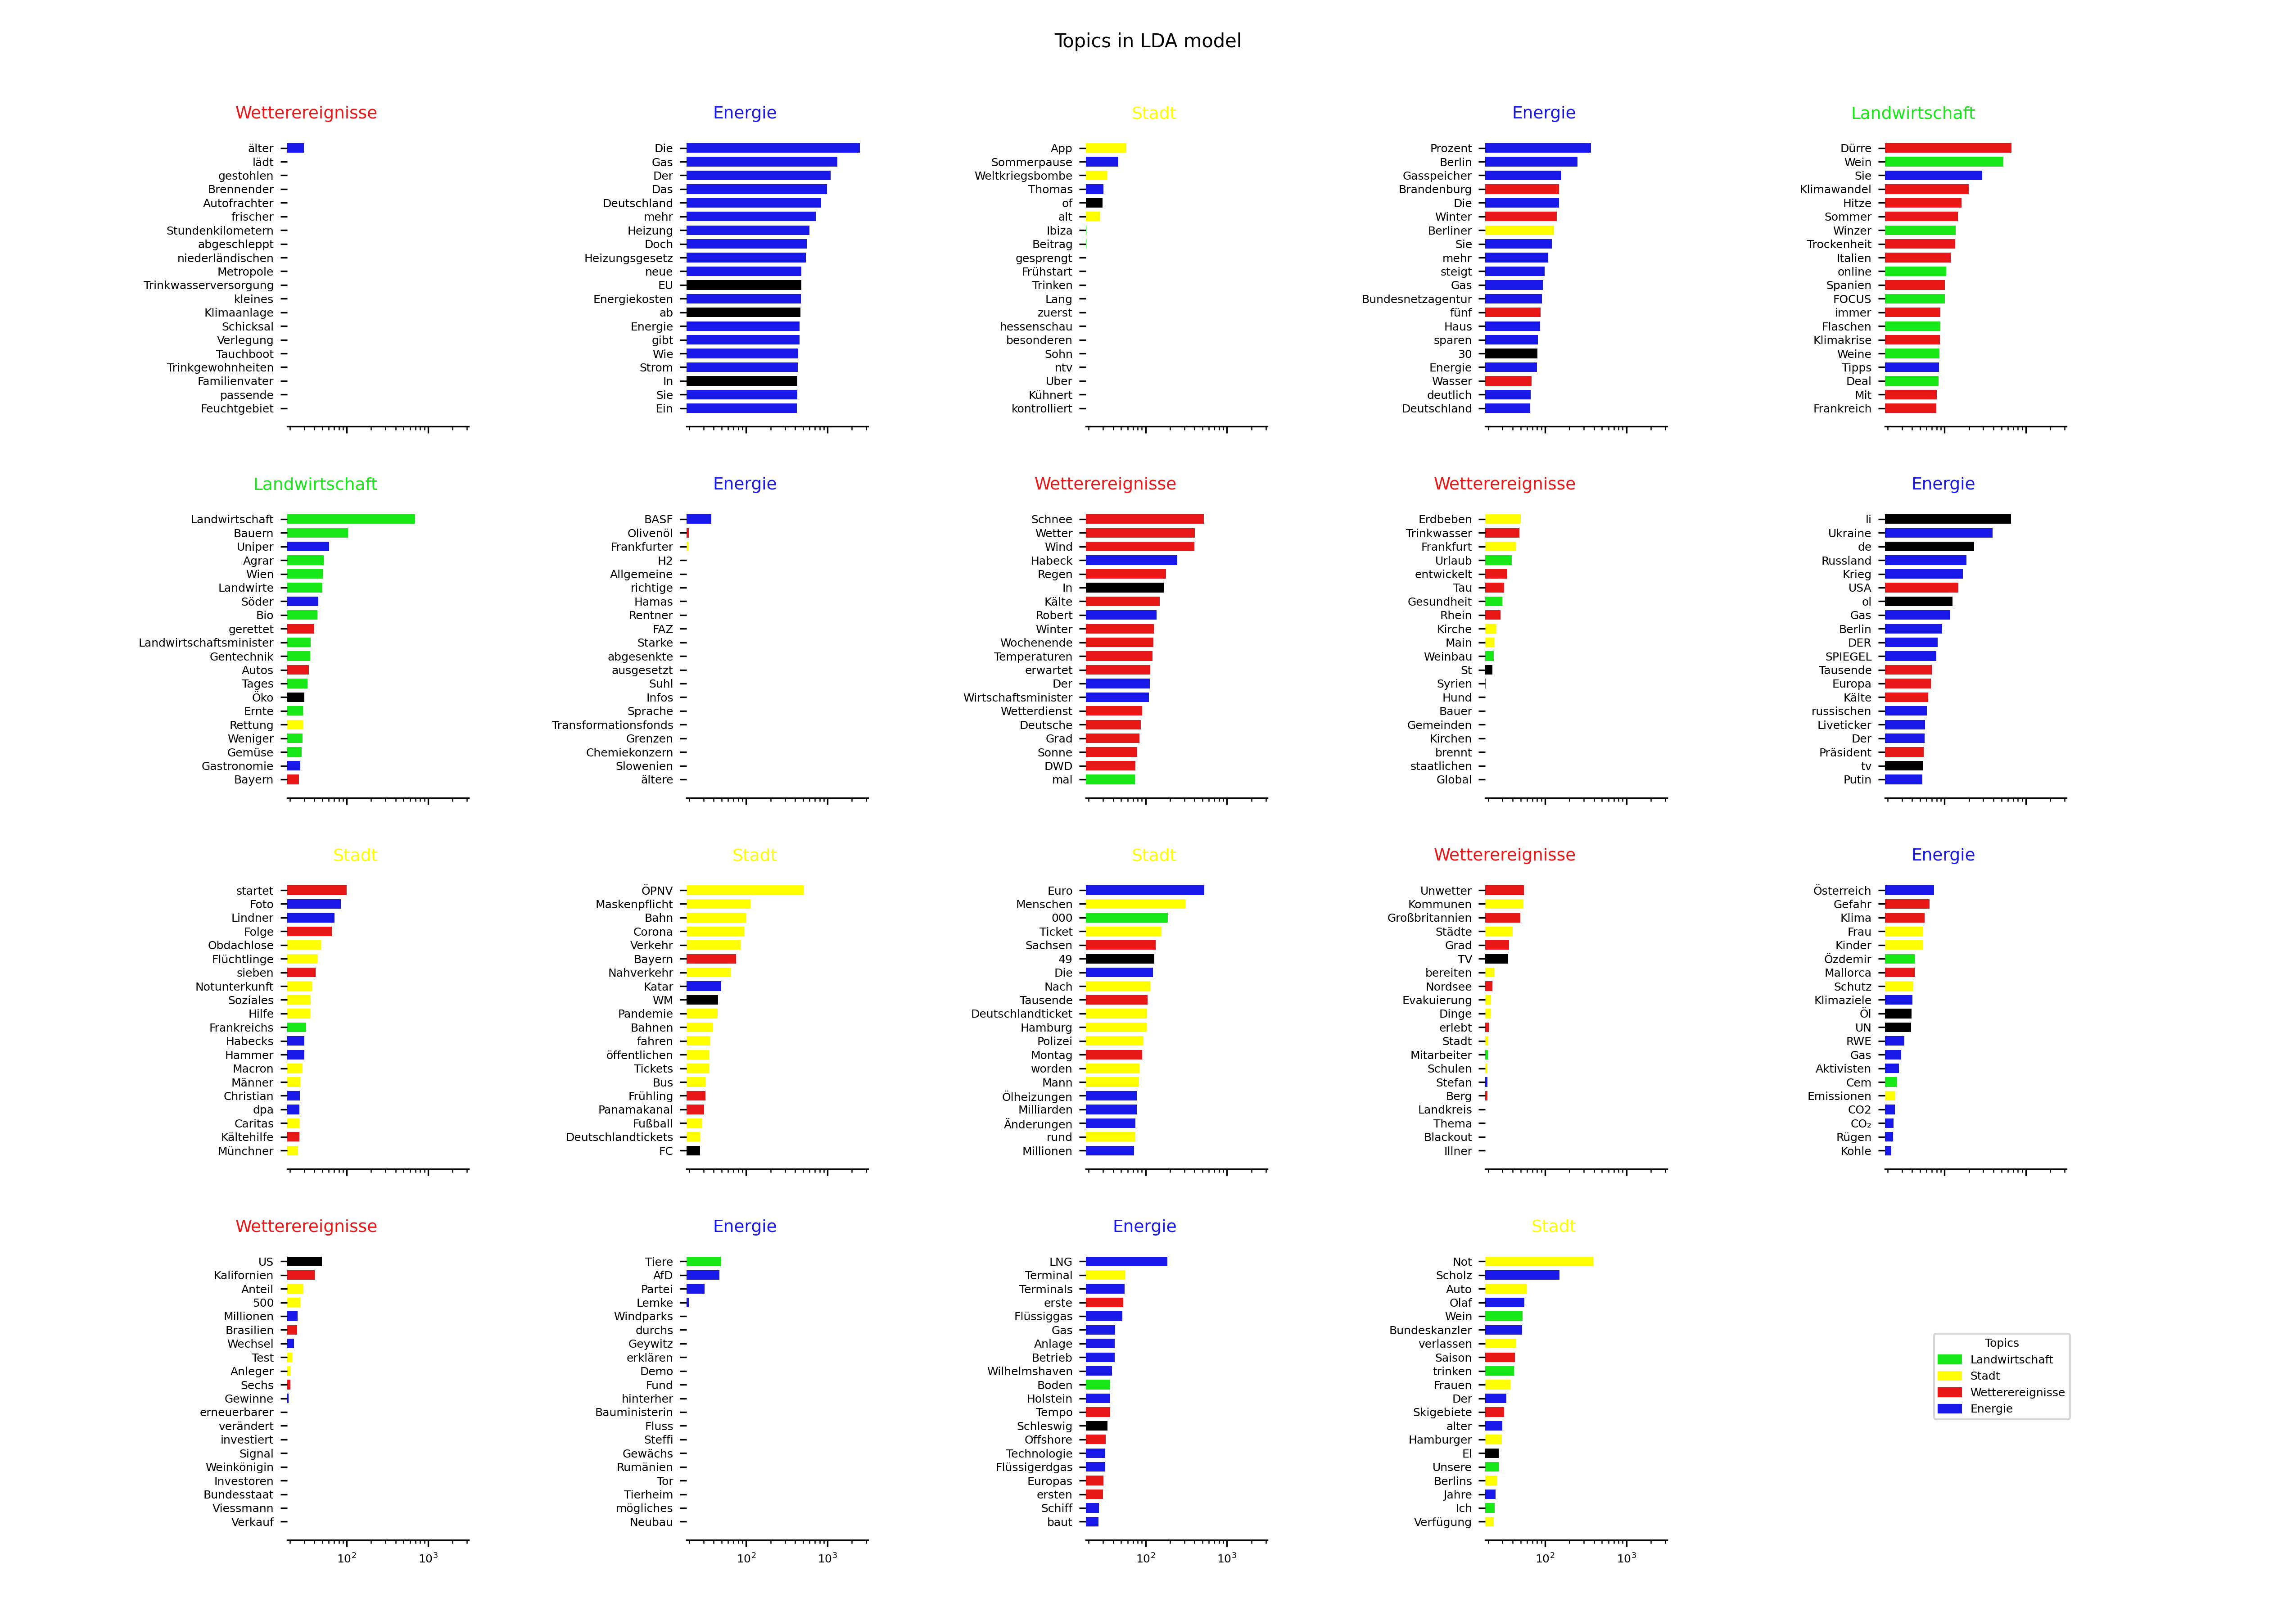 Topics in LDA model
Wetterereignisse
älter
lädt
gestohlen
Brennender
Autofrachter
frischer
Stundenkilometern
abgeschleppt
niederländischen
Metropole
Trinkwasserversorgung
kleines
Klimaanlage
Schicksal
Verlegung
Tauchboot
Trinkgewohnheiten
Familienvater
passende
Feuchtgebiet
Energie
Die
Gas
Der
Das
Deutschland
mehr
Heizung
Doch
Heizungsgesetz
neue
EU
Energiekosten
ab
Energie
gibt
Wie
Strom
In
Sie
Ein
Stadt
App
Sommerpause
Weltkriegsbombe
Thomas
of
alt
Ibiza
Beitrag
gesprengt
Frühstart
Trinken
Lang
zuerst
hessenschau
besonderen
Sohn
ntv
Uber
Kühnert
kontrolliert
Energie
Prozent
Berlin
Gasspeicher
Brandenburg
Die
Winter
Berliner
Sie
mehr
steigt
Gas
Bundesnetzagentur
fünf
Haus
sparen
30
Energie
Wasser
deutlich
Deutschland
Landwirtschaft
Dürre
Wein
Sie
Klimawandel
Hitze
Sommer
Winzer
Trockenheit
Italien
online
Spanien
FOCUS
immer
Flaschen
Klimakrise
Weine
Tipps
Deal
Mit
Frankreich
Landwirtschaft
Landwirtschaft
Bauern
Uniper
Agrar
Wien
Landwirte
Söder
Bio
gerettet
Landwirtschaftsminister
Gentechnik
Autos
Tages
Öko
Ernte
Rettung
Weniger
Gemüse
Gastronomie
Bayern
Energie
BASF
Olivenöl
Frankfurter
H2
Allgemeine
richtige
Hamas
Rentner
FAZ
Starke
abgesenkte
ausgesetzt
Suhl
Infos
Sprache
Transformationsfonds
Grenzen
Chemiekonzern
Slowenien
ältere
Wetterereignisse
Schnee
Wetter
Wind
Habeck
Regen
In
Kälte
Robert
Winter
Wochenende
Temperaturen
erwartet
Der
Wirtschaftsminister
Wetterdienst
Deutsche
Grad
Sonne
DWD
mal
Wetterereignisse
Erdbeben
Trinkwasser
Frankfurt
Urlaub
entwickelt
Tau
Gesundheit
Rhein
Kirche
Main
Weinbau
St
Syrien
Hund
Bauer
Gemeinden
Kirchen
brennt
staatlichen
Global
Energie
li
Ukraine
de
Russland
Krieg
USA
ol
Gas
Berlin
DER
SPIEGEL
Tausende
Europa
Kälte
russischen
Liveticker
Der
Präsident
tv
Putin
Stadt
startet
Foto
Lindner
Folge
Obdachlose
Flüchtlinge
sieben
Notunterkunft
Soziales
Hilfe
Frankreichs
Habecks
Hammer
Macron
Männer
Christian
dpa
Caritas
Kältehilfe
Münchner
Stadt
ÖPNV
Maskenpflicht
Bahn
Corona
Verkehr
Bayern
Nahverkehr
Katar
WM
Pandemie
Bahnen
fahren
öffentlichen
Tickets
Bus
Frühling
Panamakanal
Fußball
Deutschlandtickets
FC
Stadt
Euro
Menschen
000
Ticket
Sachsen
49
Die
Nach
Tausende
Deutschlandticket
Hamburg
Polizei
Montag
worden
Mann
Ölheizungen
Milliarden
Änderungen
rund
Millionen
Wetterereignisse
Unwetter
Kommunen
Großbritannien
Städte
Grad
TV
bereiten
Nordsee
Evakuierung
Dinge
erlebt
Stadt
Mitarbeiter
Schulen
Stefan
Berg
Landkreis
Thema
Blackout
Illner
Energie
Österreich
Gefahr
Klima
Frau
Kinder
Özdemir
Mallorca
Schutz
Klimaziele
Öl
UN
RWE
Gas
Aktivisten
Cem
Emissionen
CO2
CO₂
Rügen
Kohle
Wetterereignisse
US
Kalifornien
Anteil
500
Millionen
Brasilien
Wechsel
Test
Anleger
Sechs
Gewinne
erneuerbarer
verändert
investiert
Signal
Weinkönigin
Investoren
Bundesstaat
Viessmann
Verkauf
10² 10³
Energie
Tiere
AfD
Partei
Lemke
Windparks
durchs
Geywitz
erklären
Demo
Fund
hinterher
Bauministerin
Fluss
Steffi
Gewächs
Rumänien
Tor
Tierheim
mögliches
Neubau
10² 10³
Energie
LNG
Terminal
Terminals
erste
Flüssiggas
Gas
Anlage
Betrieb
Wilhelmshaven
Boden
Holstein
Tempo
Schleswig
Offshore
Technologie
Flüssigerdgas
Europas
ersten
Schiff
baut
10² 10³
Stadt
Not
Scholz
Auto
Olaf
Wein
Bundeskanzler
verlassen
Saison
trinken
Frauen
Der
Skigebiete
alter
Hamburger
El
Unsere
Berlins
Jahre
Ich
Verfügung
10² 10³
Topics
Landwirtschaft
Stadt
Wetterereignisse
Energie